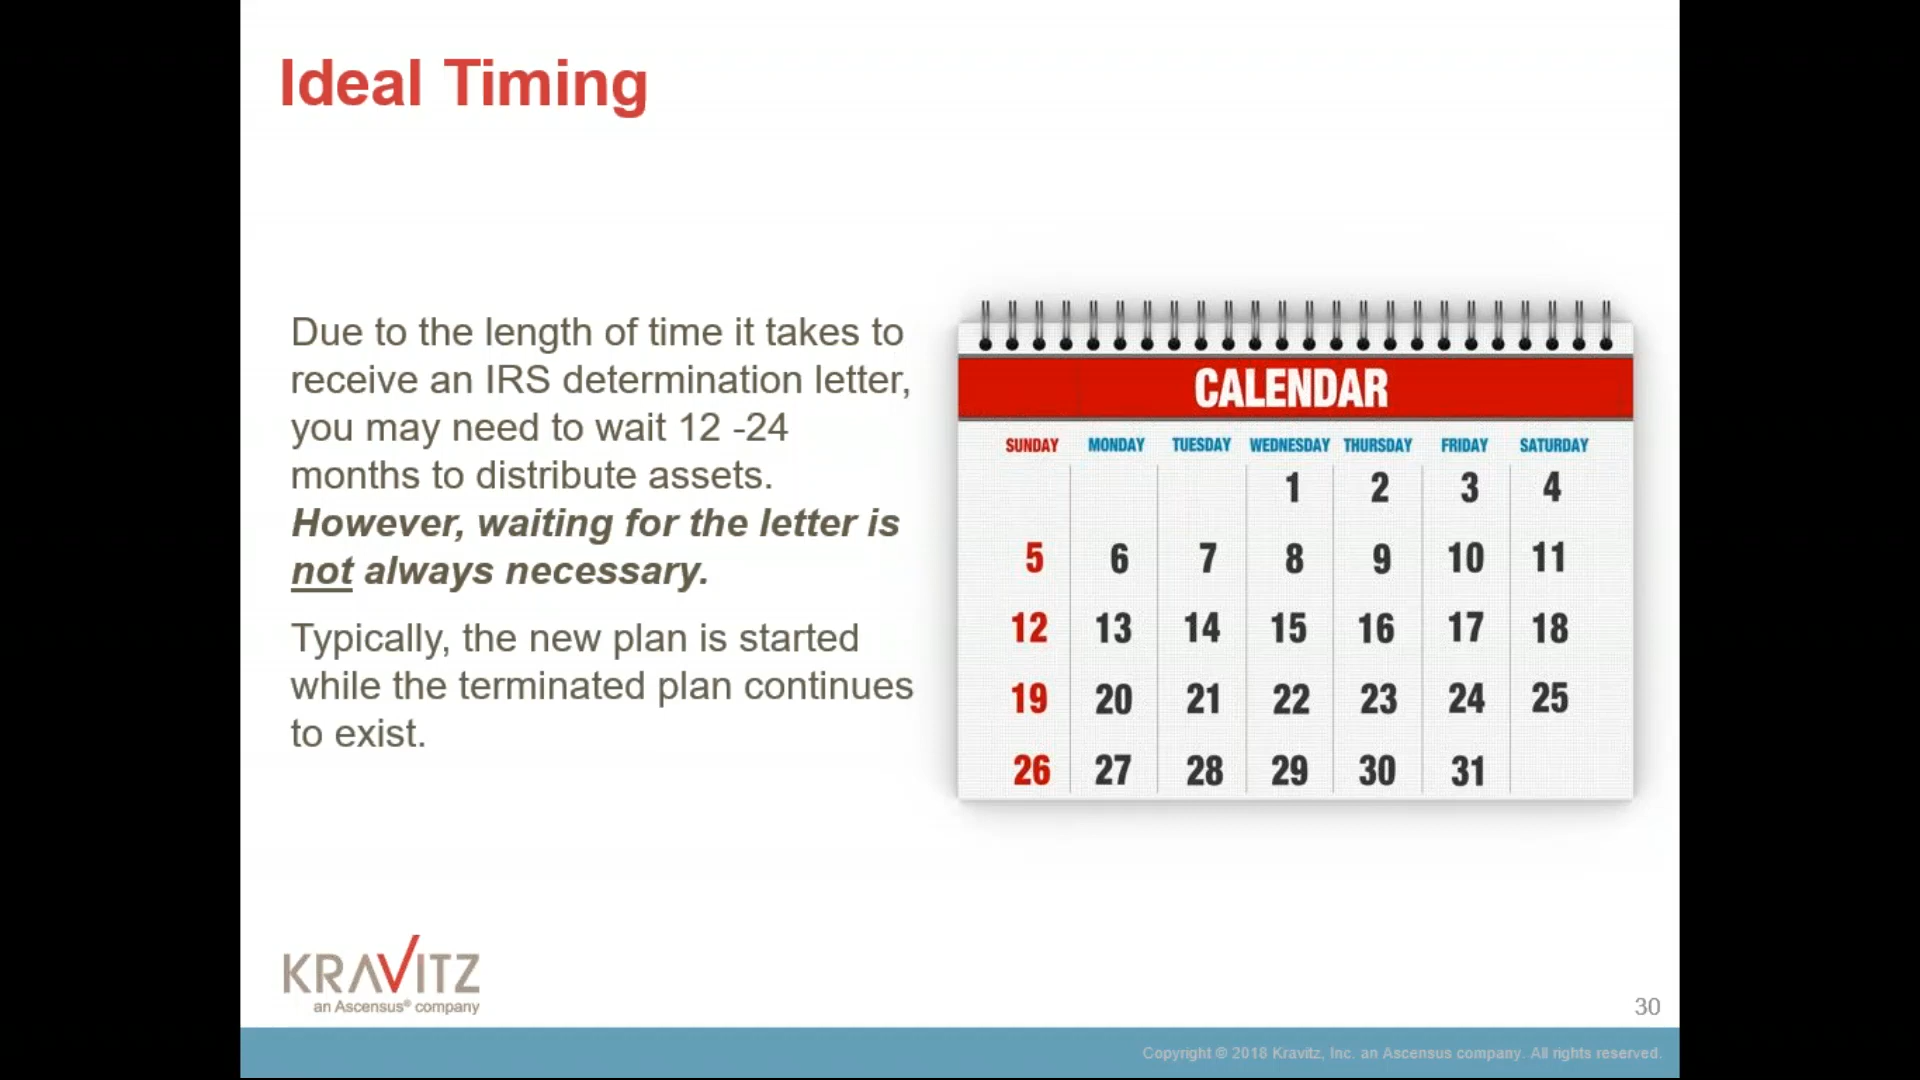 Ideal Timing
Due to the length of time it takes to
receive an IRS determination letter,
you may need to wait 12 -24
months to distribute assets.
However, waiting for the letter is
not always necessary.
Typically, the new plan is started
while the terminated plan continues
to exist.
CALENDAR
SUNDAY MONDAY TUESDAY WEDNESDAY THURSDAY FRIDAY SATURDAY
1 2 3 4
5 6 7 8 9 10 11
12 13 14 15 16 17 18
19 20 21 22 23 24 25
26 27 28 29 30 31
KRAVITZ
an Ascensus® company
30
Copyright © 2018 Kravitz, Inc. an Ascensus company. All rights reserved.